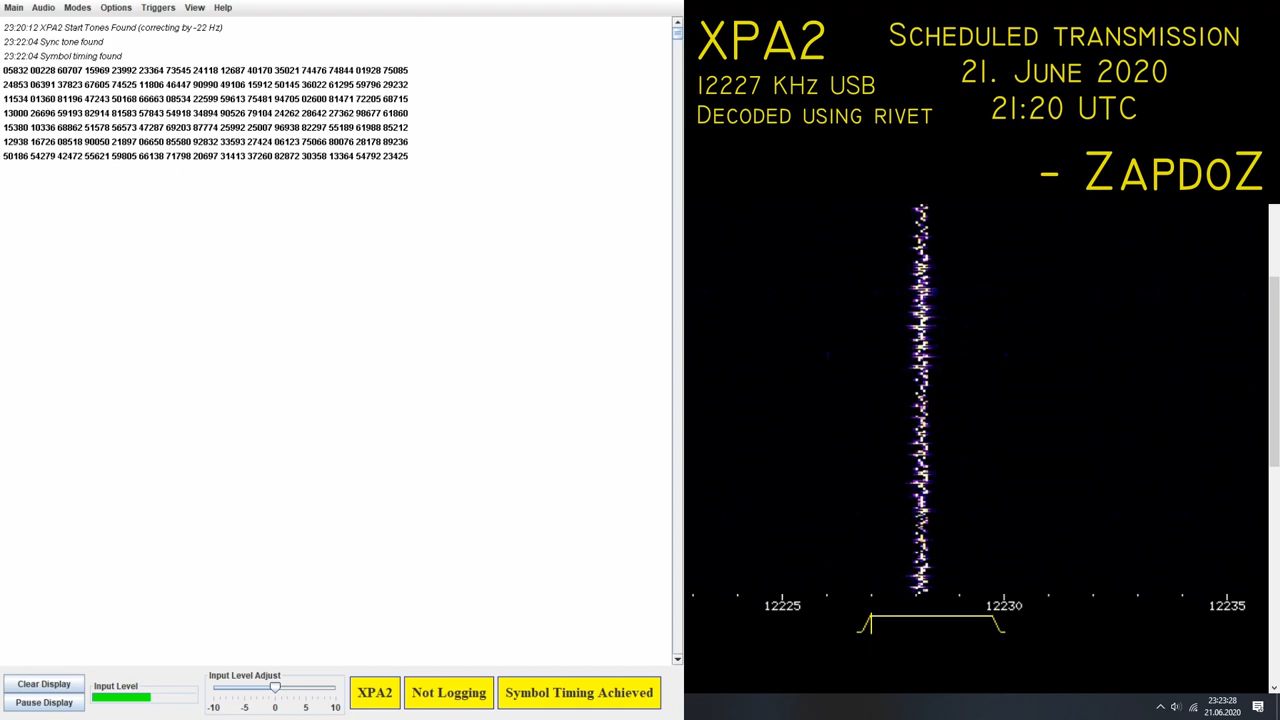 Main Audio Modes Options Triggers View Help
23:20:12 XPA2 Start Tones Found (correcting by -22 Hz)
23:22:04 Sync tone found
23:22:04 Symbol timing found
05832 00228 60707 15969 23992 23364 73545 24118 12687 40170 35021 74476 74844 01928 75085
24853 06391 37823 67605 74525 11806 46447 90990 49106 15912 50145 36022 61295 59796 29232
11534 01360 81196 47243 50168 66663 08534 22599 59613 75481 94705 02600 81471 72205 68715
13000 26696 59193 82914 81583 57843 54918 34894 90526 79104 24262 28642 27362 98677 61860
15380 10336 68862 51578 56573 47287 69203 87774 25992 25007 96938 82297 55189 61988 85212
12938 16726 08518 90050 21897 06650 85580 92832 33593 27424 06123 75066 80076 28178 89236
50186 54279 42472 55621 59805 66138 71798 20697 31413 37260 82872 30358 13364 54792 23425
Clear Display
Pause Display
Input Level
Input Level Adjust
-10 -5 0 5 10
XPA2
Not Logging
Symbol Timing Achieved
XPA2
12227 KHz USB
Decoded using rivet
Scheduled transmission
21. June 2020
21:20 UTC
- ZapdoZ
12225 12230 12235
23:23:28
21.06.2020